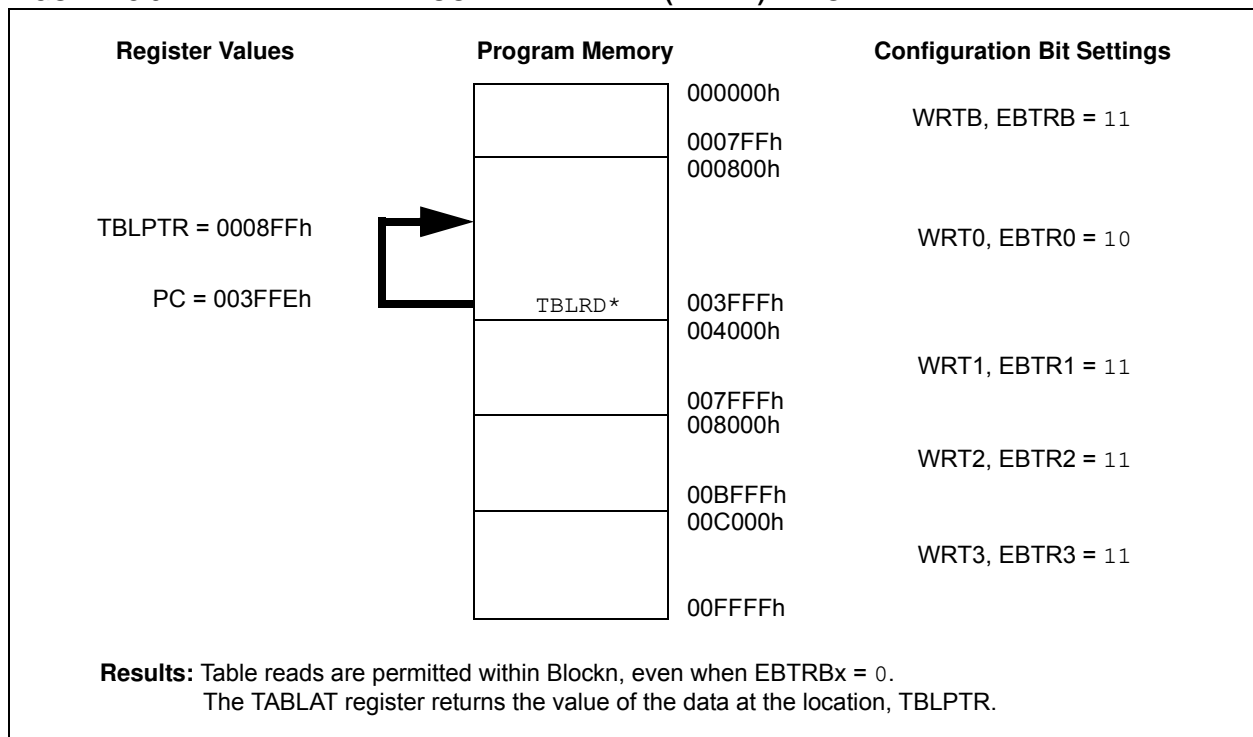 Register Values Program Memory Configuration Bit Settings
000000h
WRTB, EBTRB = 11
0007FFh
000800h
TBLPTR = 0008FFh
WRT0, EBTR0 = 10
PC = 003FFEh
TBLRD*
003FFFh
004000h
WRT1, EBTR1 = 11
007FFFh
008000h
WRT2, EBTR2 = 11
00BFFFh
00C000h
WRT3, EBTR3 = 11
00FFFFh
Results: Table reads are permitted within Blockn, even when EBTRBx = 0.
The TABLAT register returns the value of the data at the location, TBLPTR.